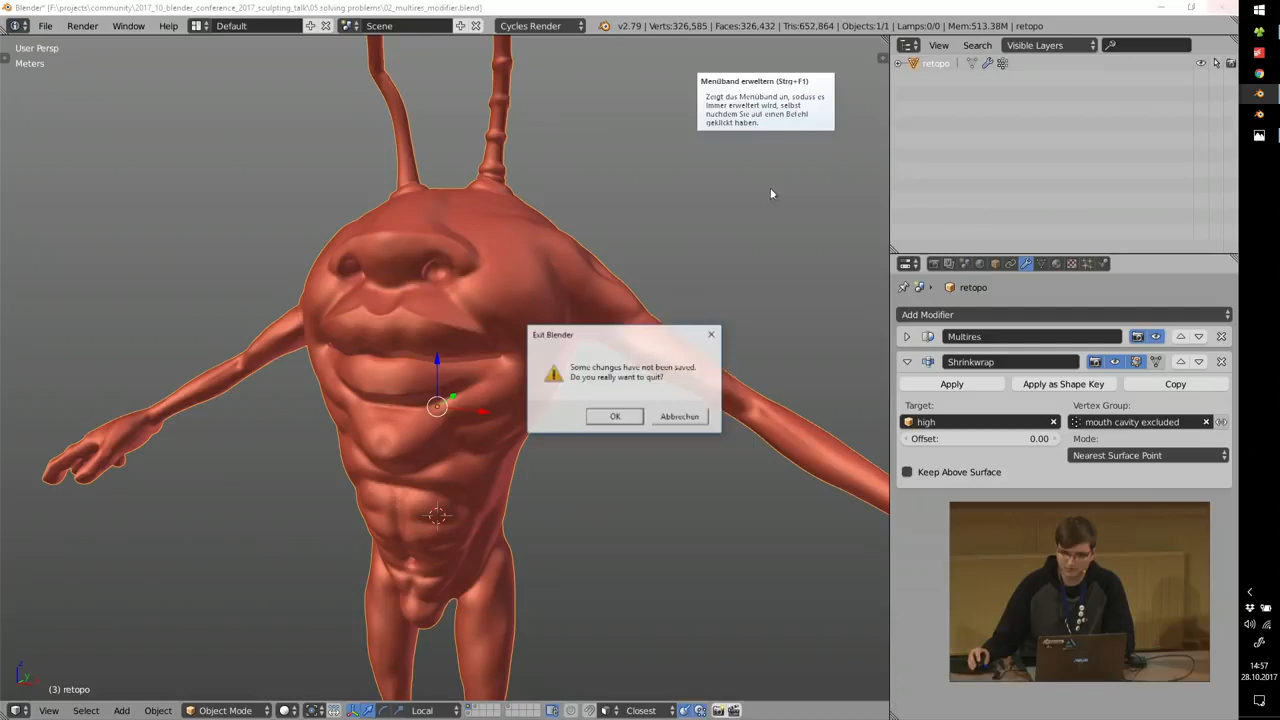 Blender* [F:\projects\community\2017_10_blender_conference_2017_sculpting_talk\05 solving problems\02_multires_modifier.blend]
File Render Window Help Default Scene Cycles Render v2.79 | Verts:326,585 | Faces:326,432 | Tris:652,864 | Objects:1/1 | Lamps:0/0 | Mem:513.38M | retopo
User Persp
Meters
View Search Visible Layers
retopo
Menüband erweitern (Strg+F1)
Zeigt das Menüband an, sodass es
immer erweitert wird, selbst
nachdem Sie auf einen Befehl
geklickt haben.
retopo
Add Modifier
Multires
Shrinkwrap
Apply Apply as Shape Key Copy
Target: Vertex Group:
high mouth cavity excluded
Offset: 0.00 Mode:
Nearest Surface Point
Keep Above Surface
Exit Blender
Some changes have not been saved.
Do you really want to quit?
OK Abbrechen
ASUS
14:57
28.10.2017
(3) retopo
View Select Add Object Object Mode Local Closest